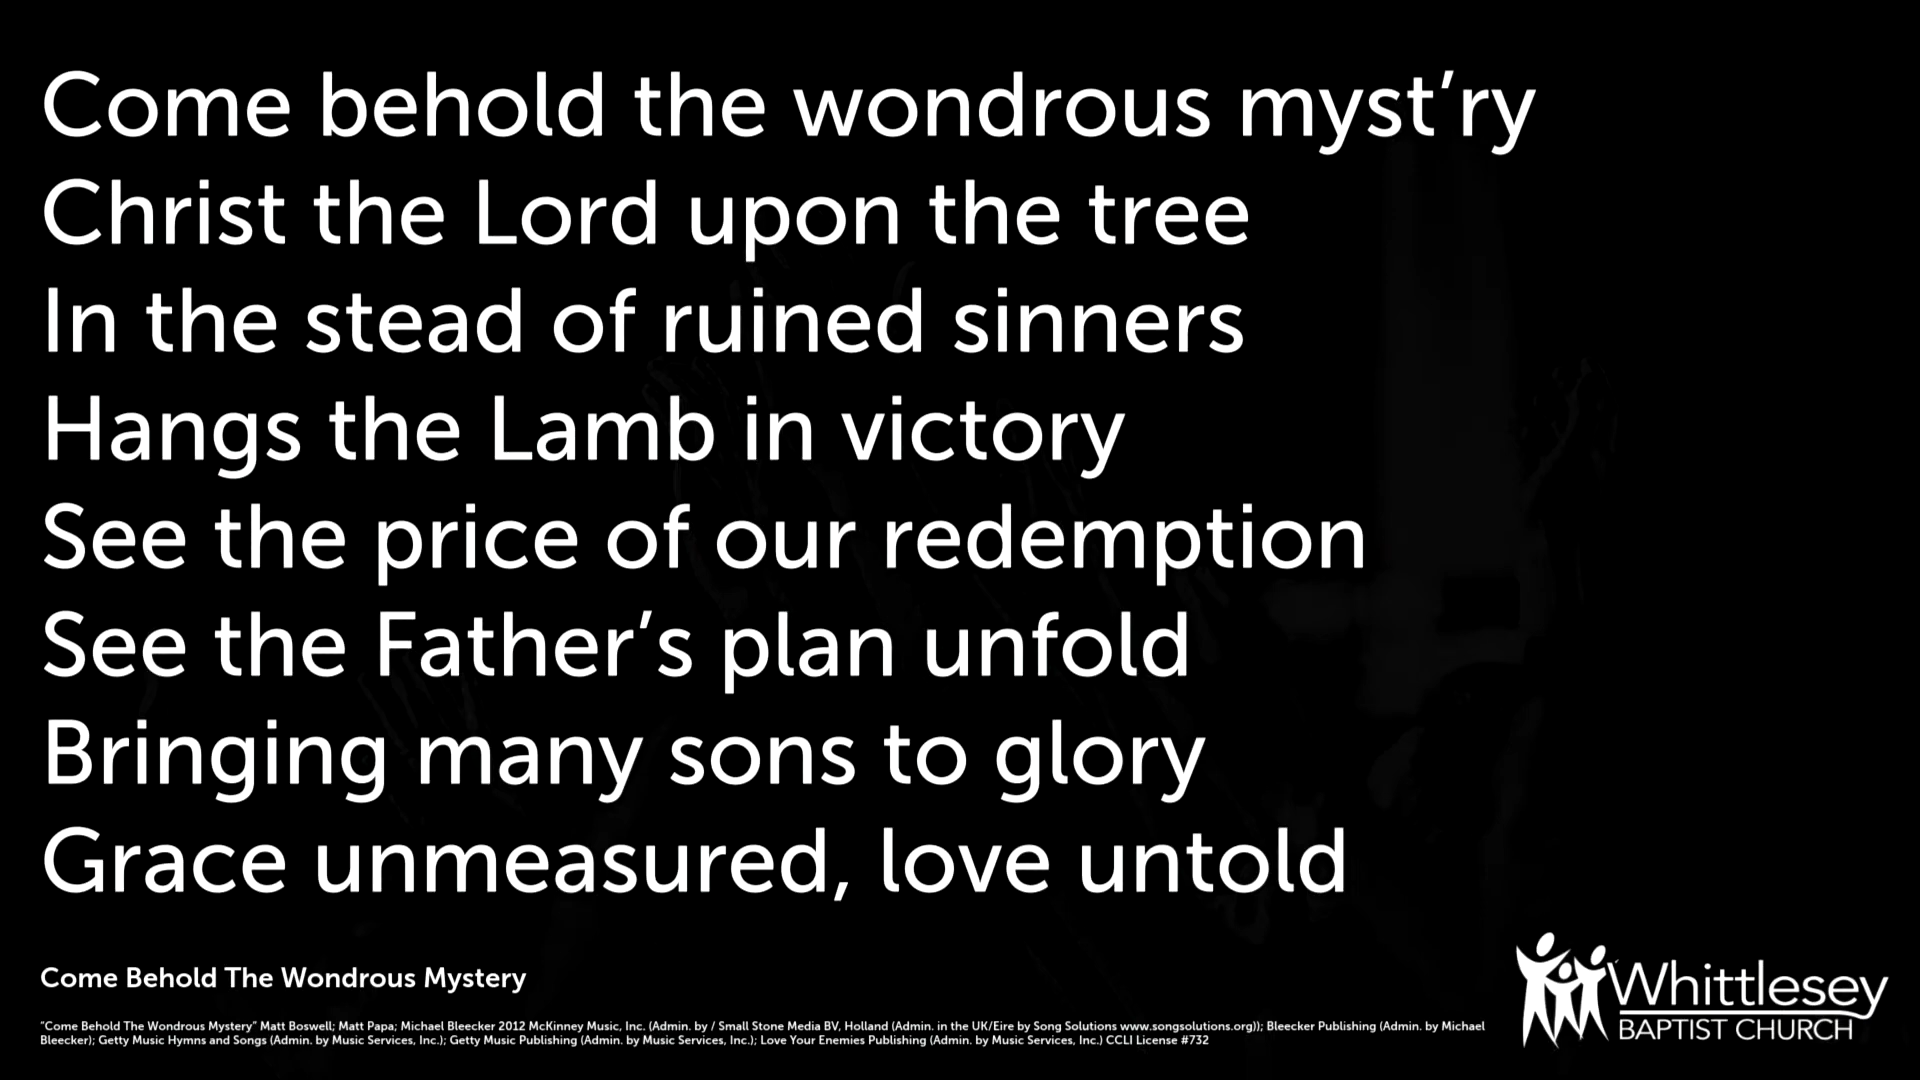 Come behold the wondrous myst’ry
Christ the Lord upon the tree
In the stead of ruined sinners
Hangs the Lamb in victory
See the price of our redemption
See the Father’s plan unfold
Bringing many sons to glory
Grace unmeasured, love untold
Come Behold The Wondrous Mystery
“Come Behold The Wondrous Mystery” Matt Boswell; Matt Papa; Michael Bleecker 2012 McKinney Music, Inc. (Admin. by / Small Stone Media BV, Holland (Admin. in the UK/Eire by Song Solutions www.songsolutions.org)); Bleecker Publishing (Admin. by Michael
Bleecker); Getty Music Hymns and Songs (Admin. by Music Services, Inc.); Getty Music Publishing (Admin. by Music Services, Inc.); Love Your Enemies Publishing (Admin. by Music Services, Inc.) CCLI License #732
Whittlesey
BAPTIST CHURCH